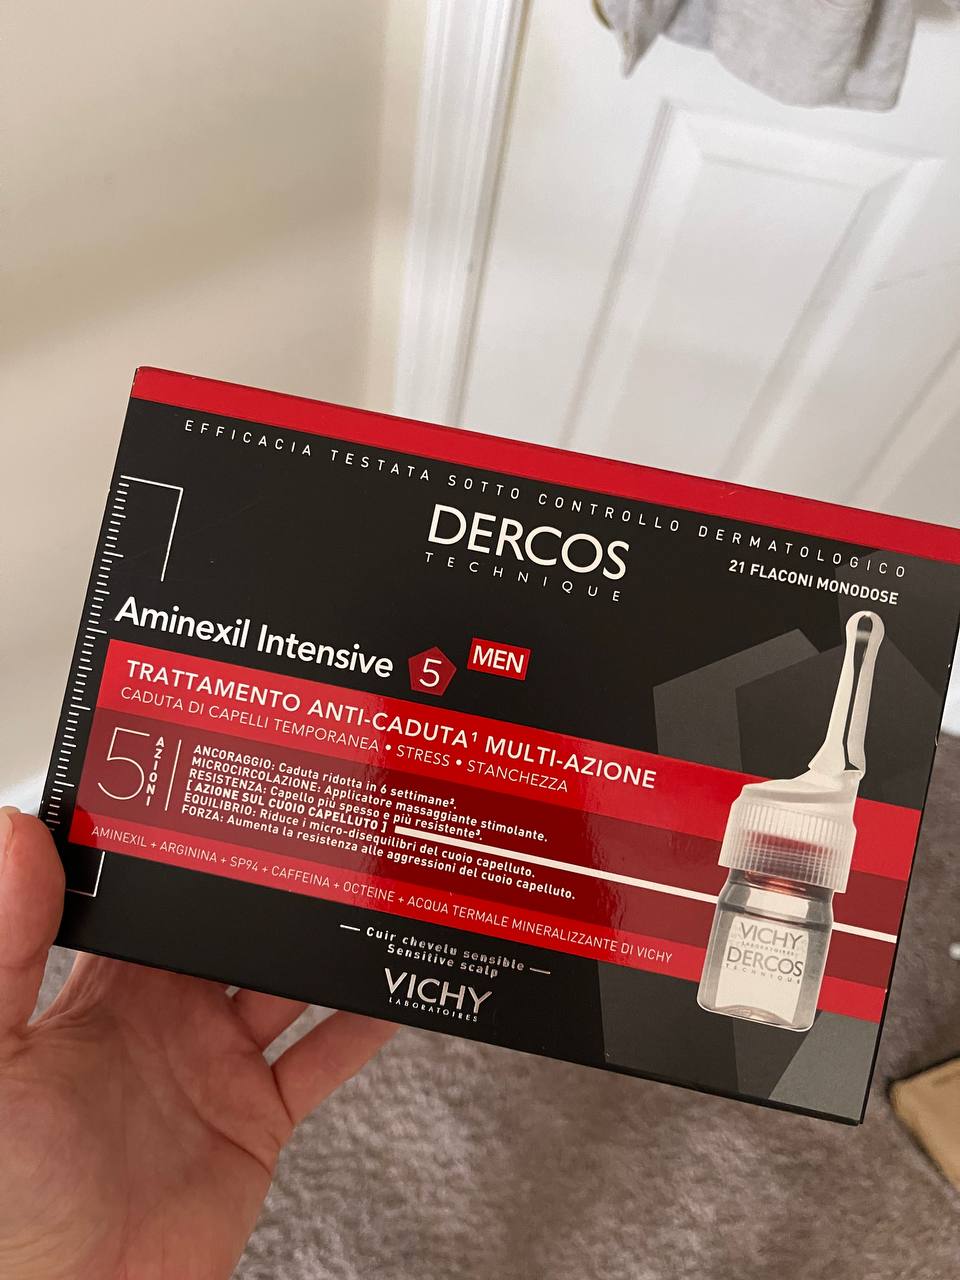 EFFICACIA TESTATA SOTTO CONTROLLO DERMATOLOGICO
DERCOS
TECHNIQUE
21 FLACONI MONODOSE
Aminexil Intensive 5 MEN
TRATTAMENTO ANTI-CADUTA¹ MULTI-AZIONE
CADUTA DI CAPELLI TEMPORANEA • STRESS • STANCHEZZA
5 AZIONI
ANCORAGGIO: Caduta ridotta in 6 settimane².
MICROCIRCOLAZIONE: Applicatore massaggiante stimolante.
RESISTENZA: Capello più spesso e più resistente³.
[ AZIONE SUL CUOIO CAPELLUTO ]
EQUILIBRIO: Riduce i micro-disequilibri del cuoio capelluto.
FORZA: Aumenta la resistenza alle aggressioni del cuoio capelluto.
AMINEXIL + ARGININA + SP94 + CAFFEINA + OCTEINE + ACQUA TERMALE MINERALIZZANTE DI VICHY
Cuir chevelu sensible
Sensitive scalp
VICHY
LABORATOIRES
VICHY
LABORATOIRES
DERCOS
TECHNIQUE